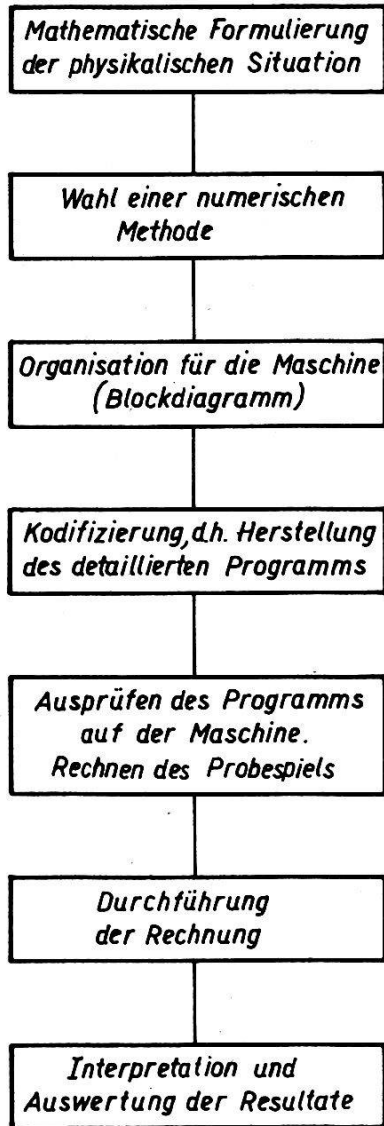 Mathematische Formulierung
der physikalischen Situation
Wahl einer numerischen
Methode
Organisation für die Maschine
(Blockdiagramm)
Kodifizierung, d.h. Herstellung
des detaillierten Programms
Ausprüfen des Programms
auf der Maschine.
Rechnen des Probespiels
Durchführung
der Rechnung
Interpretation und
Auswertung der Resultate